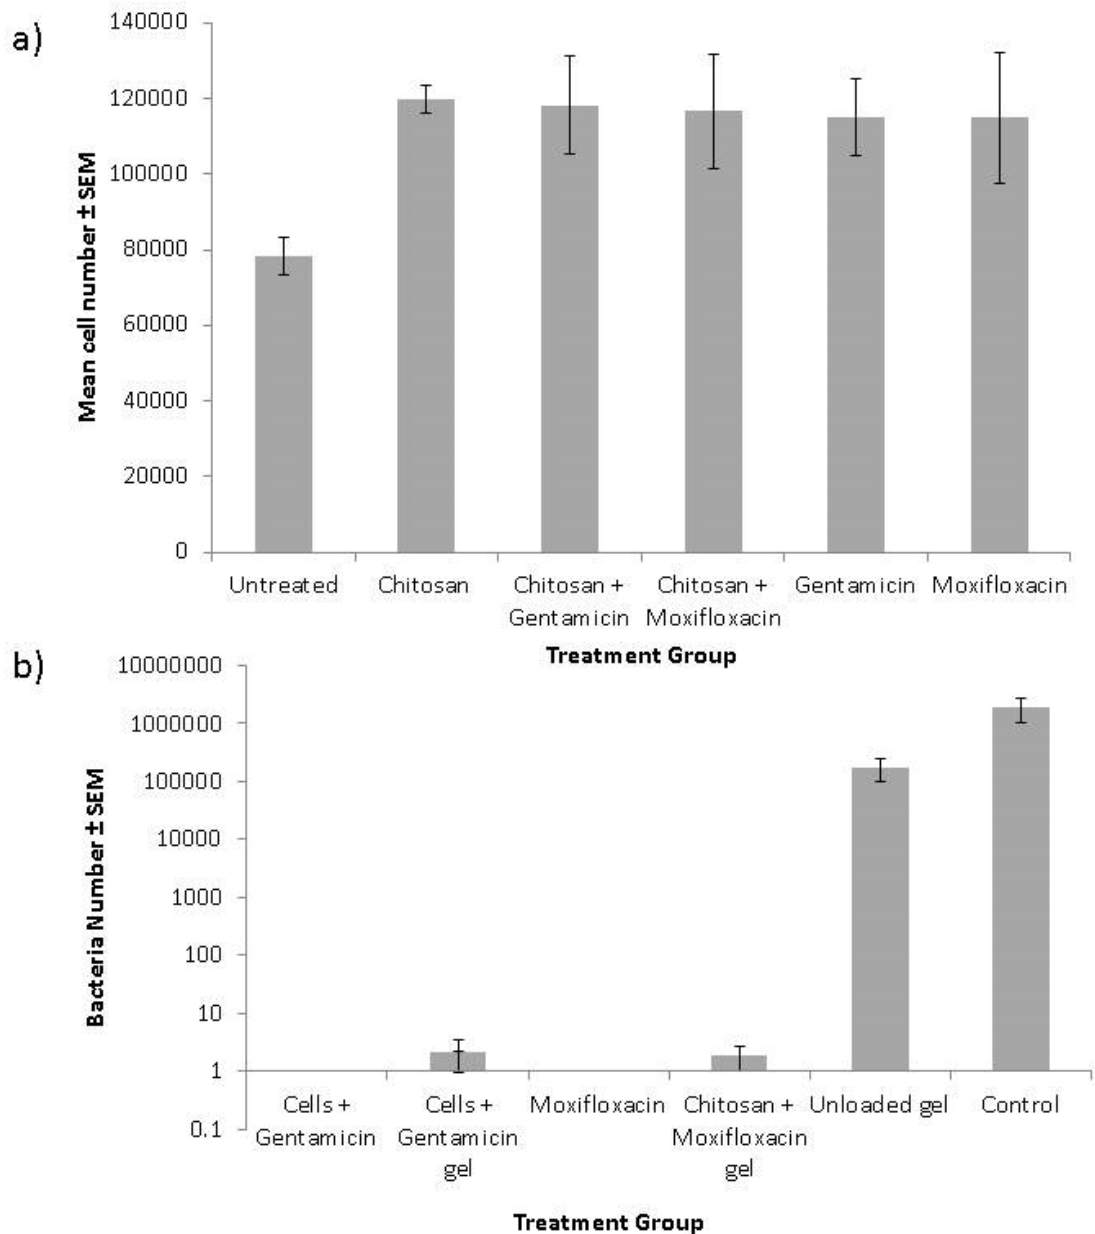 a)
140000
120000
100000
80000
60000
40000
20000
0
Mean cell number ± SEM
Untreated
Chitosan
Chitosan +
Gentamicin
Chitosan +
Moxifloxacin
Gentamicin
Moxifloxacin
Treatment Group
b)
10000000
1000000
100000
10000
1000
100
10
1
0.1
Bacteria Number ± SEM
Cells +
Gentamicin
Cells +
Gentamicin
gel
Moxifloxacin
Chitosan +
Moxifloxacin
gel
Unloaded gel
Control
Treatment Group